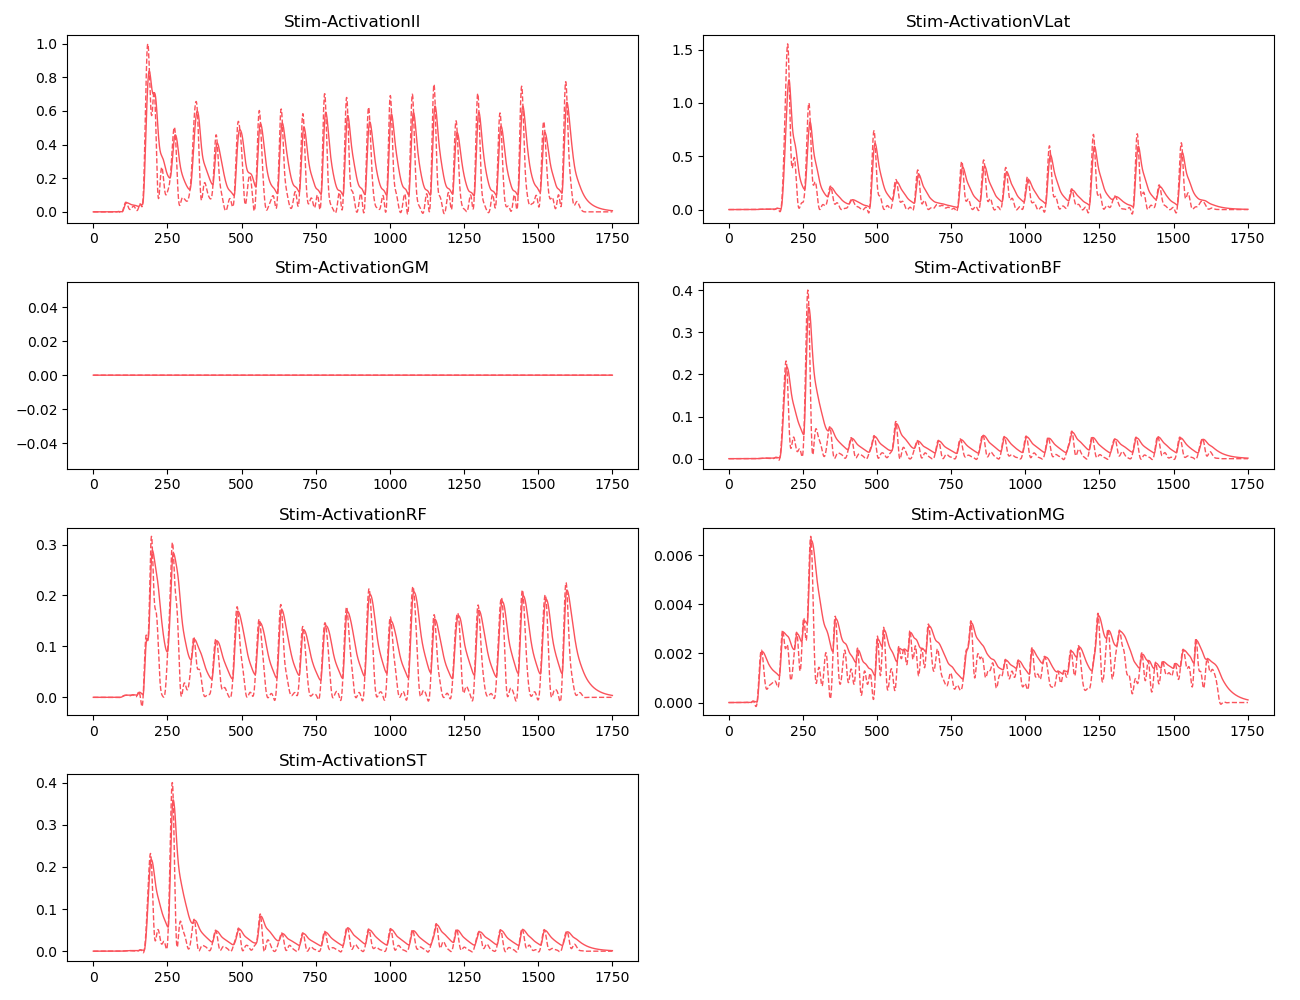 Stim-ActivationIl
1.0
0.8
0.6
0.4
0.2
0.0
0 250 500 750 1000 1250 1500 1750
Stim-ActivationVLat
1.5
1.0
0.5
0.0
0 250 500 750 1000 1250 1500 1750
Stim-ActivationGM
0.04
0.02
0.00
−0.02
−0.04
0 250 500 750 1000 1250 1500 1750
Stim-ActivationBF
0.4
0.3
0.2
0.1
0.0
0 250 500 750 1000 1250 1500 1750
Stim-ActivationRF
0.3
0.2
0.1
0.0
0 250 500 750 1000 1250 1500 1750
Stim-ActivationMG
0.006
0.004
0.002
0.000
0 250 500 750 1000 1250 1500 1750
Stim-ActivationST
0.4
0.3
0.2
0.1
0.0
0 250 500 750 1000 1250 1500 1750